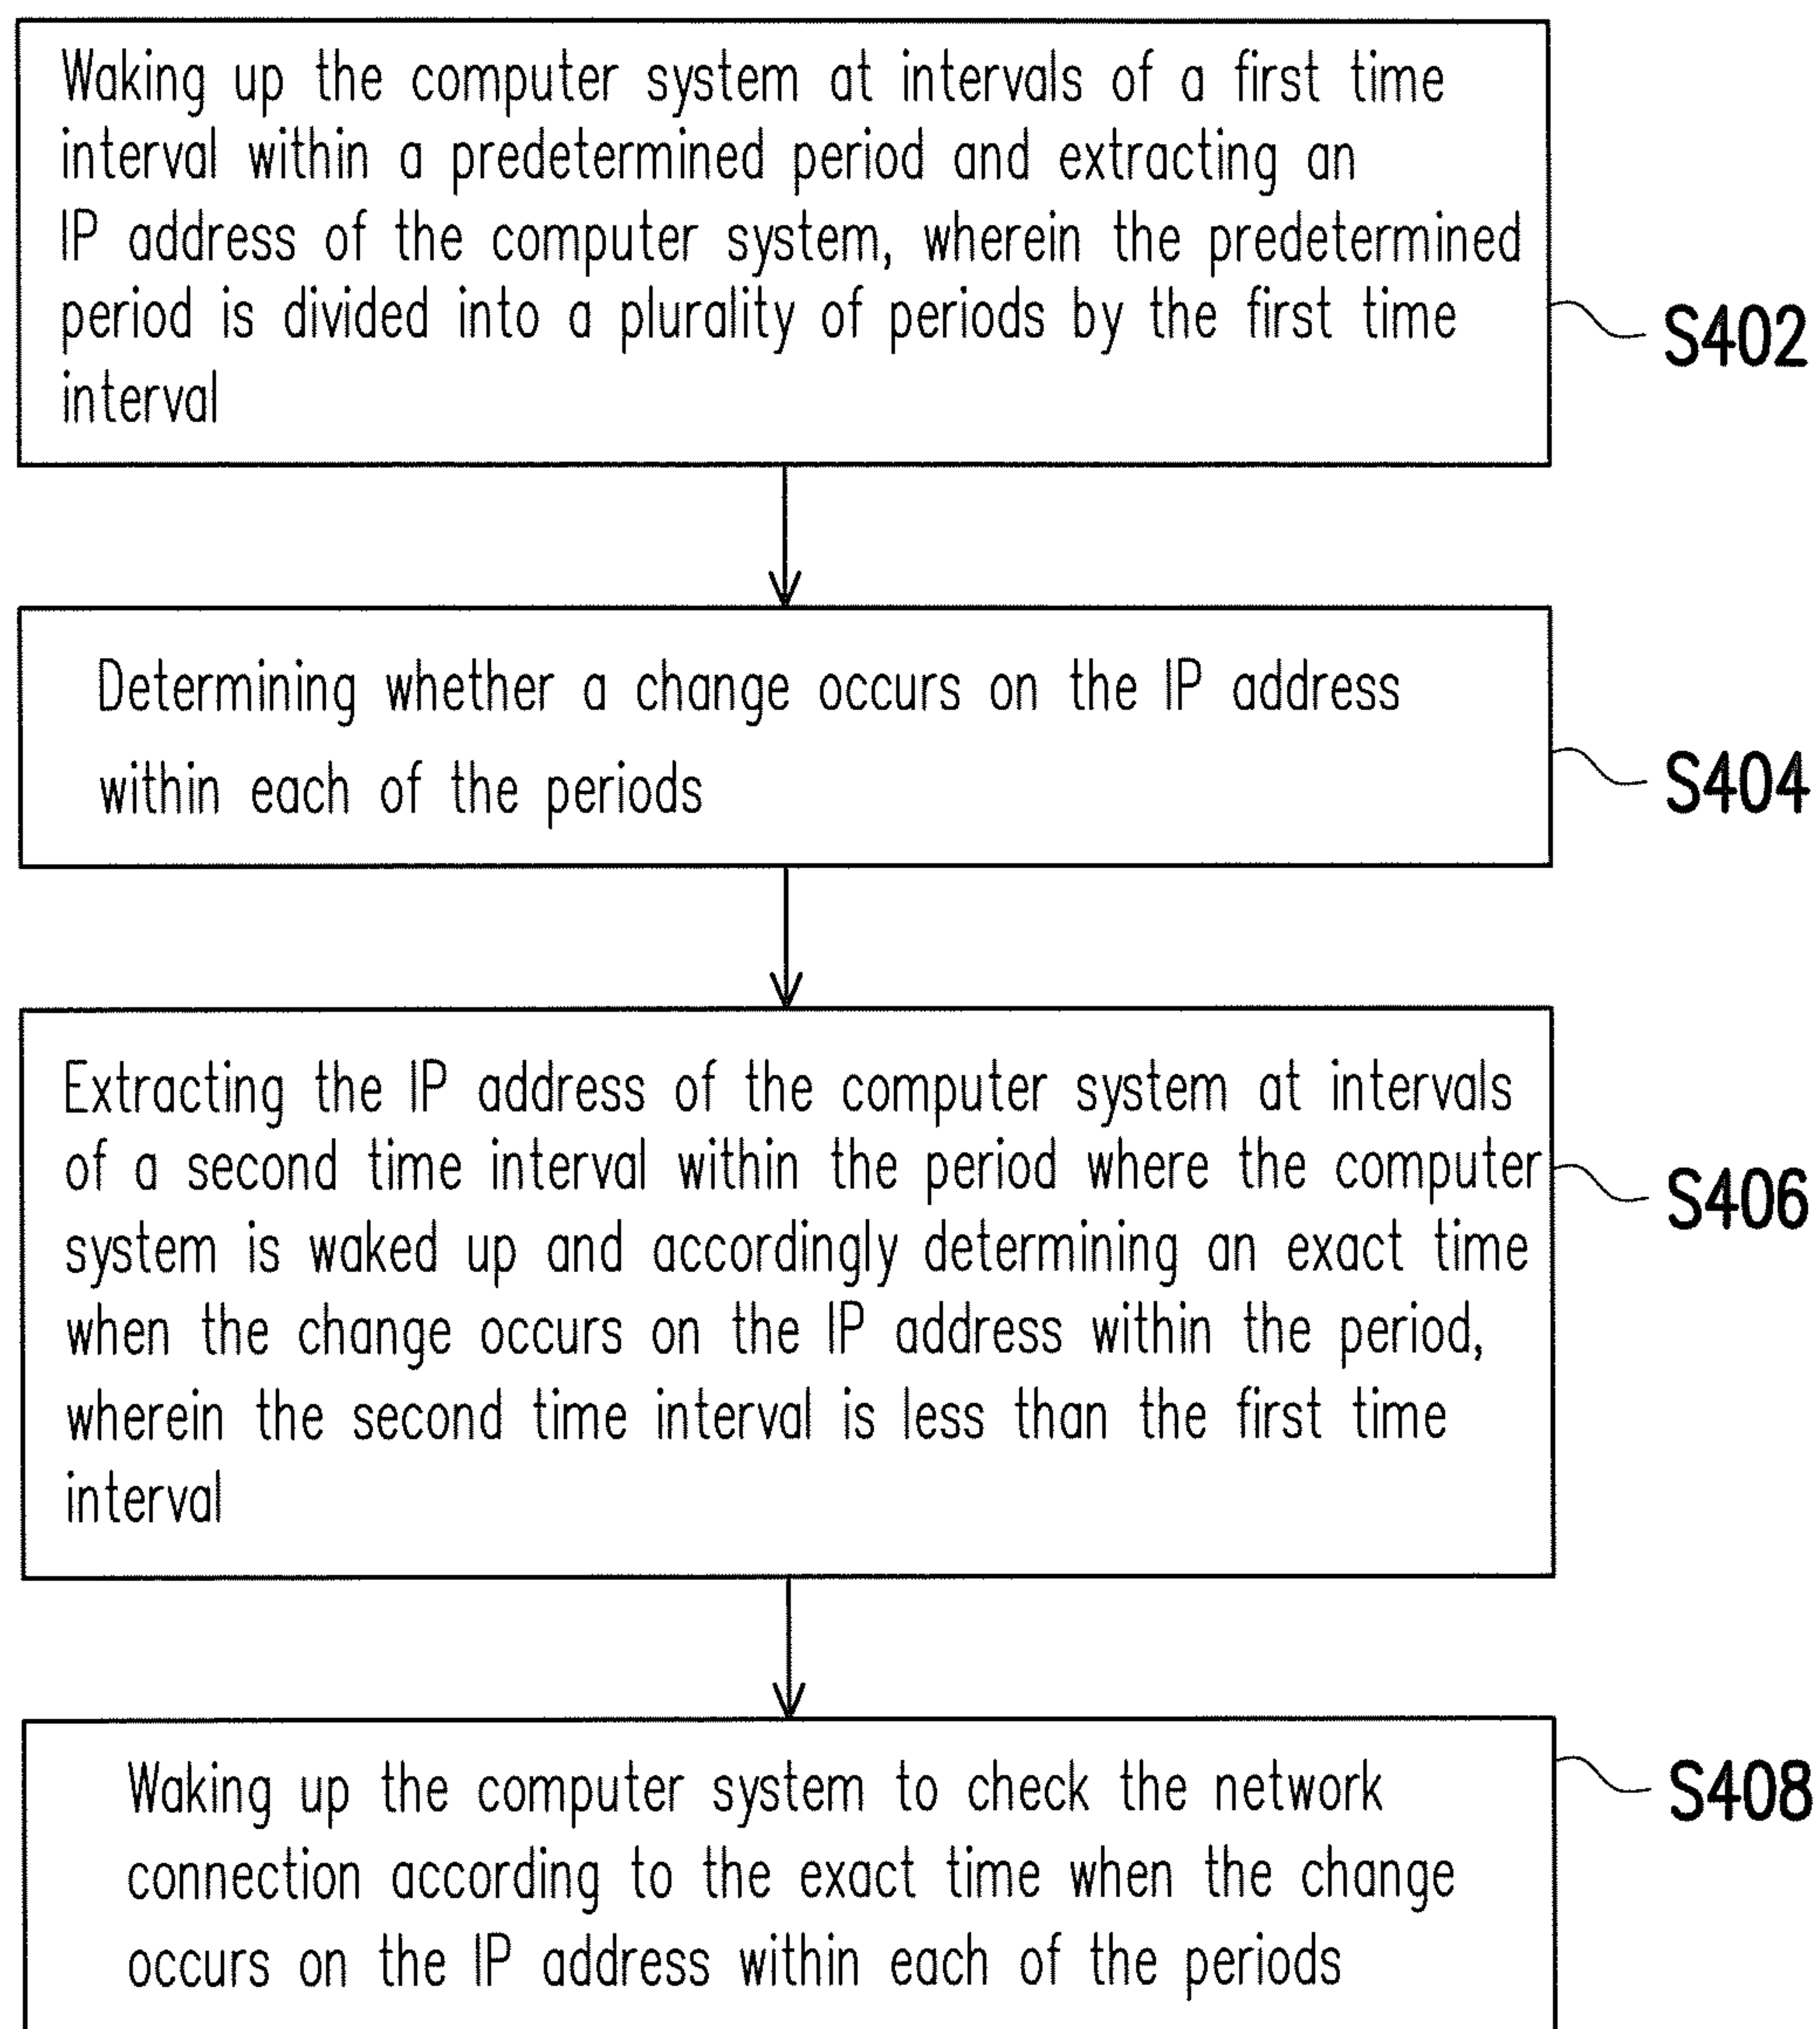 Waking up the computer system at intervals of a first time
interval within a predetermined period and extracting an
IP address of the computer system, wherein the predetermined
period is divided into a plurality of periods by the first time
interval
S402
Determining whether a change occurs on the IP address
within each of the periods
S404
Extracting the IP address of the computer system at intervals
of a second time interval within the period where the computer
system is waked up and accordingly determining an exact time
when the change occurs on the IP address within the period,
wherein the second time interval is less than the first time
interval
S406
Waking up the computer system to check the network
connection according to the exact time when the change
occurs on the IP address within each of the periods
S408